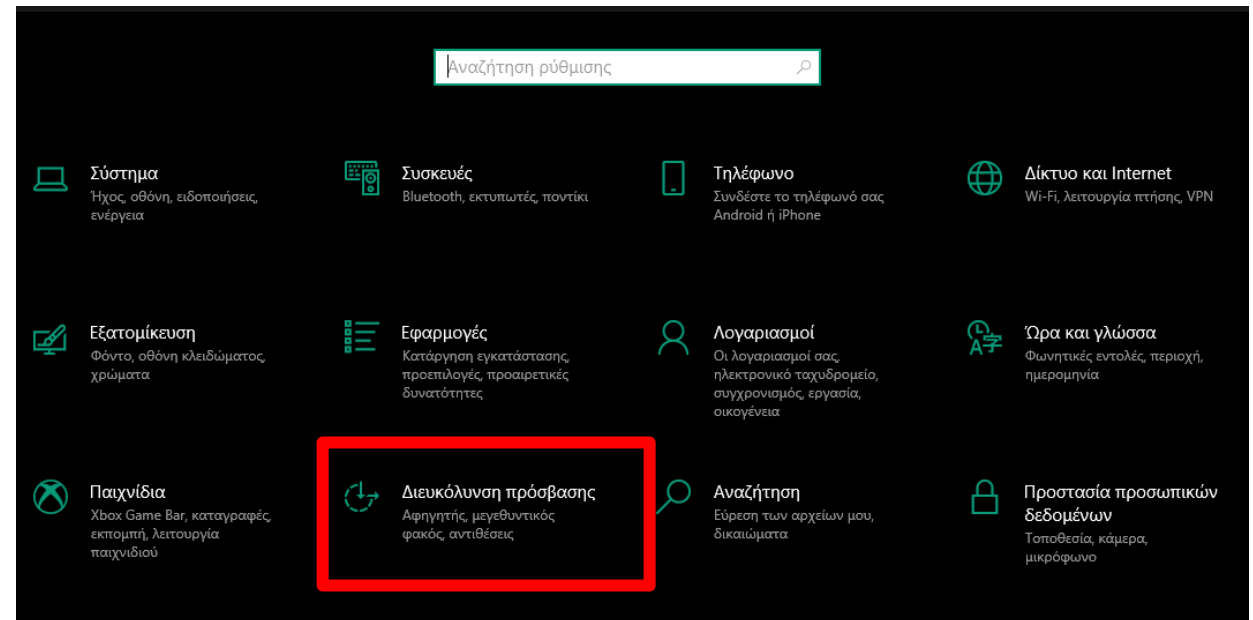 Αναζήτηση ρύθμισης
Σύστημα
Ήχος, οθόνη, ειδοποιήσεις,
ενέργεια
Συσκευές
Bluetooth, εκτυπωτές, ποντίκι
Τηλέφωνο
Συνδέστε το τηλέφωνό σας
Android ή iPhone
Δίκτυο και Internet
Wi-Fi, λειτουργία πτήσης, VPN
Εξατομίκευση
Φόντο, οθόνη κλειδώματος,
χρώματα
Εφαρμογές
Κατάργηση εγκατάστασης,
προεπιλογές, προαιρετικές
δυνατότητες
Λογαριασμοί
Οι λογαριασμοί σας,
ηλεκτρονικό ταχυδρομείο,
συγχρονισμός, εργασία,
οικογένεια
Ώρα και γλώσσα
Φωνητικές εντολές, περιοχή,
ημερομηνία
Παιχνίδια
Xbox Game Bar, καταγραφές,
εκπομπή, λειτουργία
παιχνιδιού
Διευκόλυνση πρόσβασης
Αφηγητής, μεγεθυντικός
φακός, αντιθέσεις
Αναζήτηση
Εύρεση των αρχείων μου,
δικαιώματα
Προστασία προσωπικών
δεδομένων
Τοποθεσία, κάμερα,
μικρόφωνο